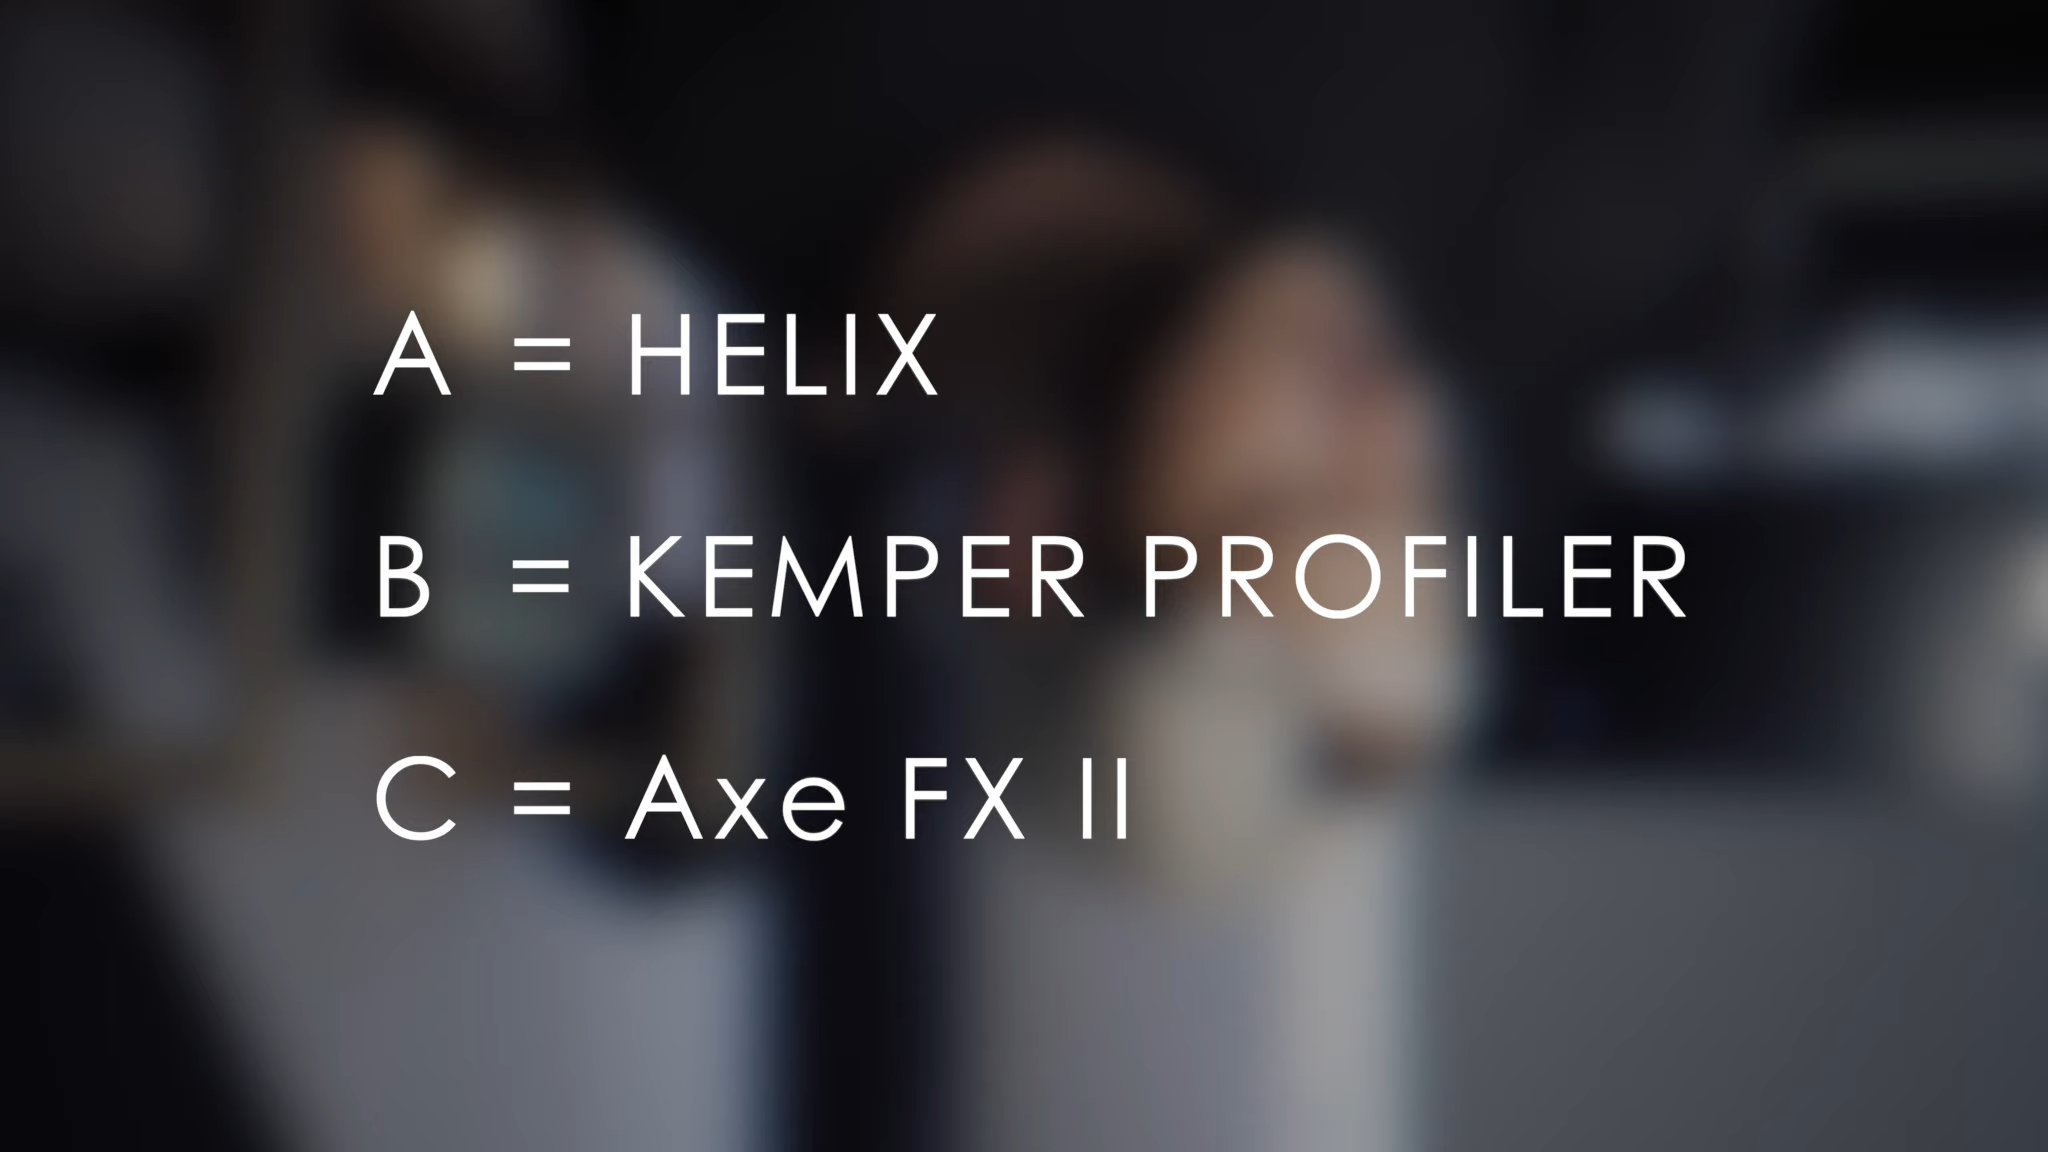 A = HELIX
B = KEMPER PROFILER
C = Axe FX II